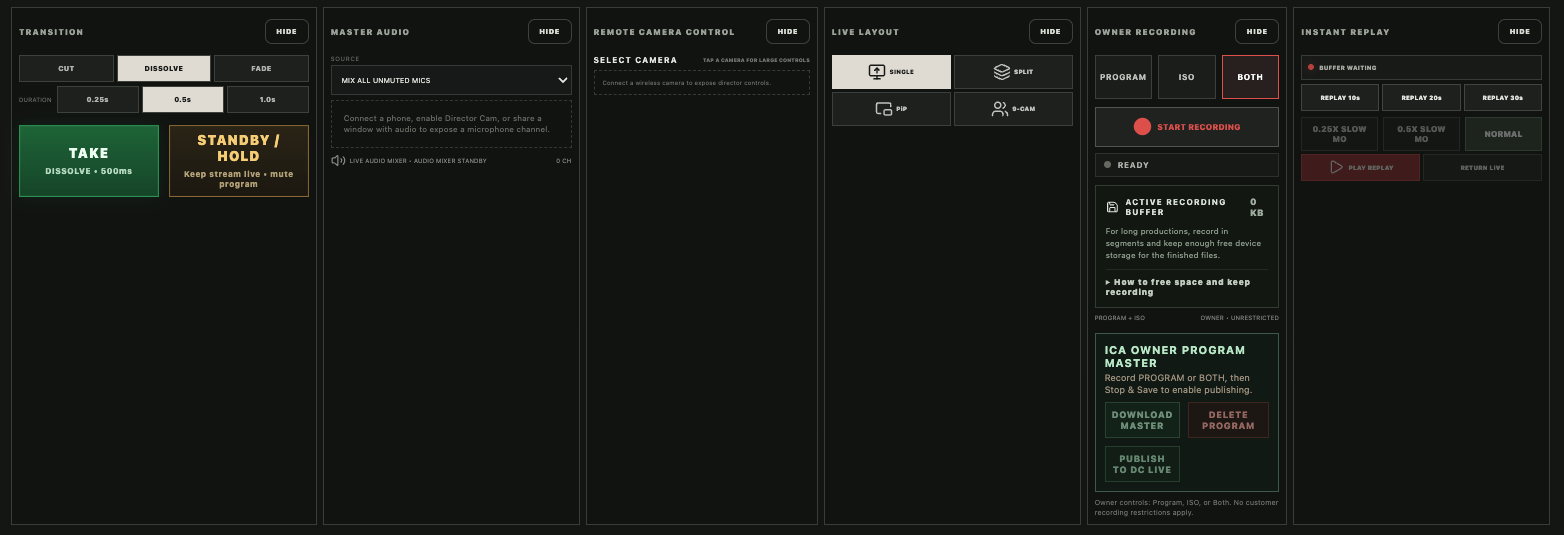 TRANSITION
HIDE
CUT
DISSOLVE
FADE
DURATION
0.25s
0.5s
1.0s
TAKE
DISSOLVE • 500ms
STANDBY /
HOLD
Keep stream live • mute
program
MASTER AUDIO
HIDE
SOURCE
MIX ALL UNMUTED MICS
Connect a phone, enable Director Cam, or share a
window with audio to expose a microphone channel.
LIVE AUDIO MIXER • AUDIO MIXER STANDBY
0 CH
REMOTE CAMERA CONTROL
HIDE
SELECT CAMERA
TAP A CAMERA FOR LARGE CONTROLS
Connect a wireless camera to expose director controls.
LIVE LAYOUT
HIDE
SINGLE
SPLIT
PiP
9-CAM
OWNER RECORDING
HIDE
PROGRAM
ISO
BOTH
START RECORDING
READY
ACTIVE RECORDING
BUFFER
0
KB
For long productions, record in
segments and keep enough free device
storage for the finished files.
▸ How to free space and keep
recording
PROGRAM + ISO
OWNER • UNRESTRICTED
ICA OWNER PROGRAM
MASTER
Record PROGRAM or BOTH, then
Stop & Save to enable publishing.
DOWNLOAD
MASTER
DELETE
PROGRAM
PUBLISH
TO DC LIVE
Owner controls: Program, ISO, or Both. No customer
recording restrictions apply.
INSTANT REPLAY
HIDE
BUFFER WAITING
REPLAY 10s
REPLAY 20s
REPLAY 30s
0.25X SLOW
MO
0.5X SLOW
MO
NORMAL
PLAY REPLAY
RETURN LIVE